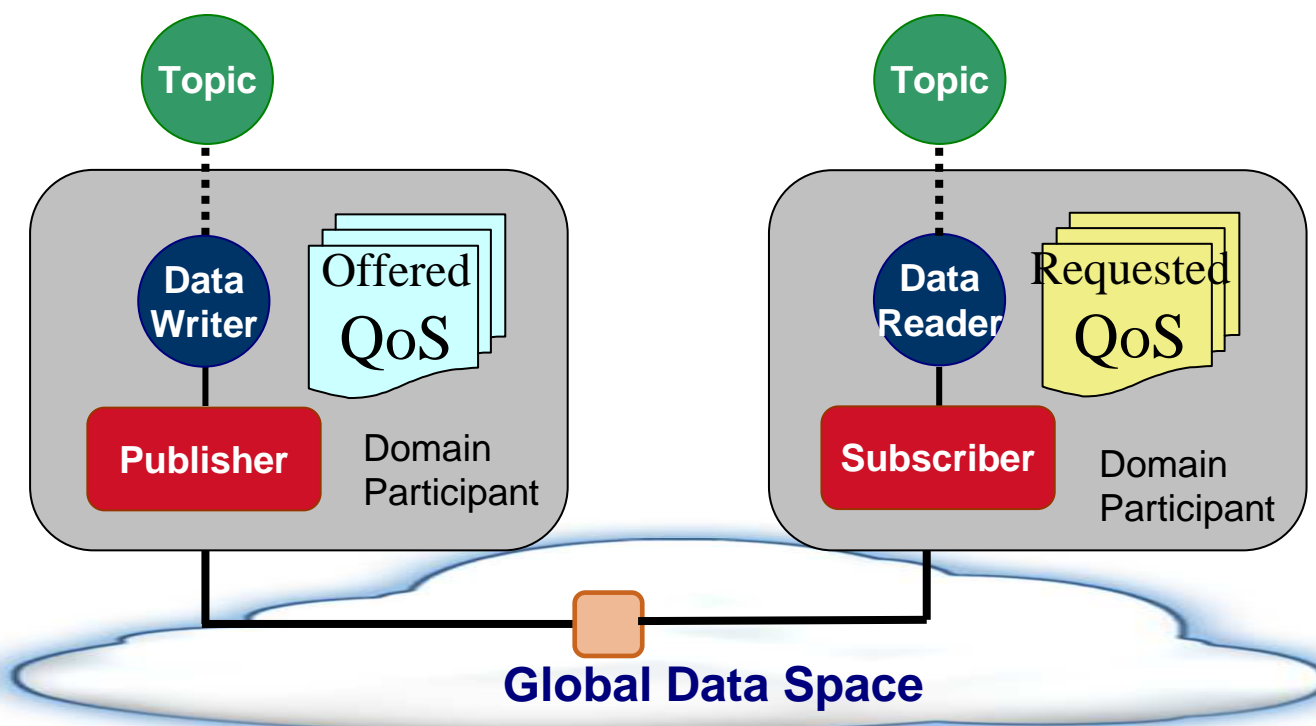 Topic
Topic
Data
Writer
Offered
QoS
Data
Reader
Requested
QoS
Publisher
Domain
Participant
Subscriber
Domain
Participant
Global Data Space